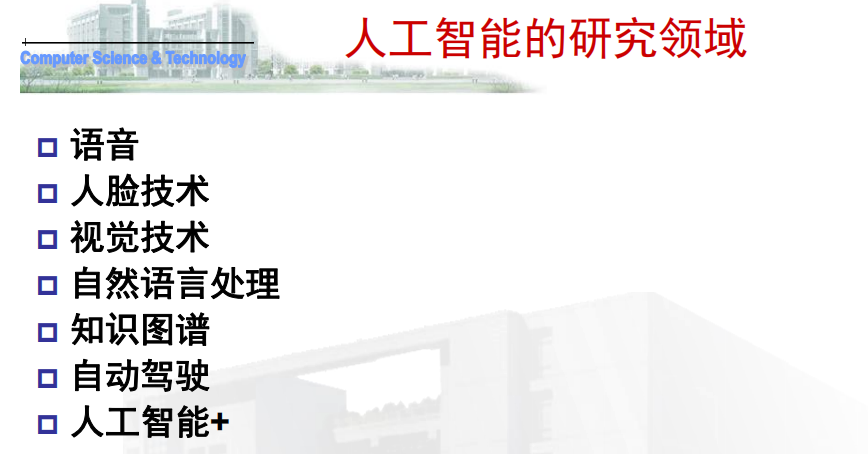 人工智能的研究领域
Computer Science & Technology
语音
人脸技术
视觉技术
自然语言处理
知识图谱
自动驾驶
人工智能+